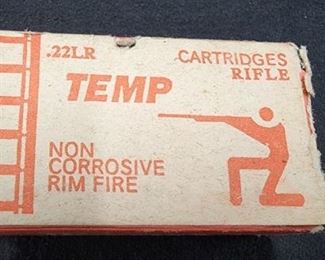 .22LR CARTRIDGES
RIFLE
TEMP
NON
CORROSIVE
RIM FIRE